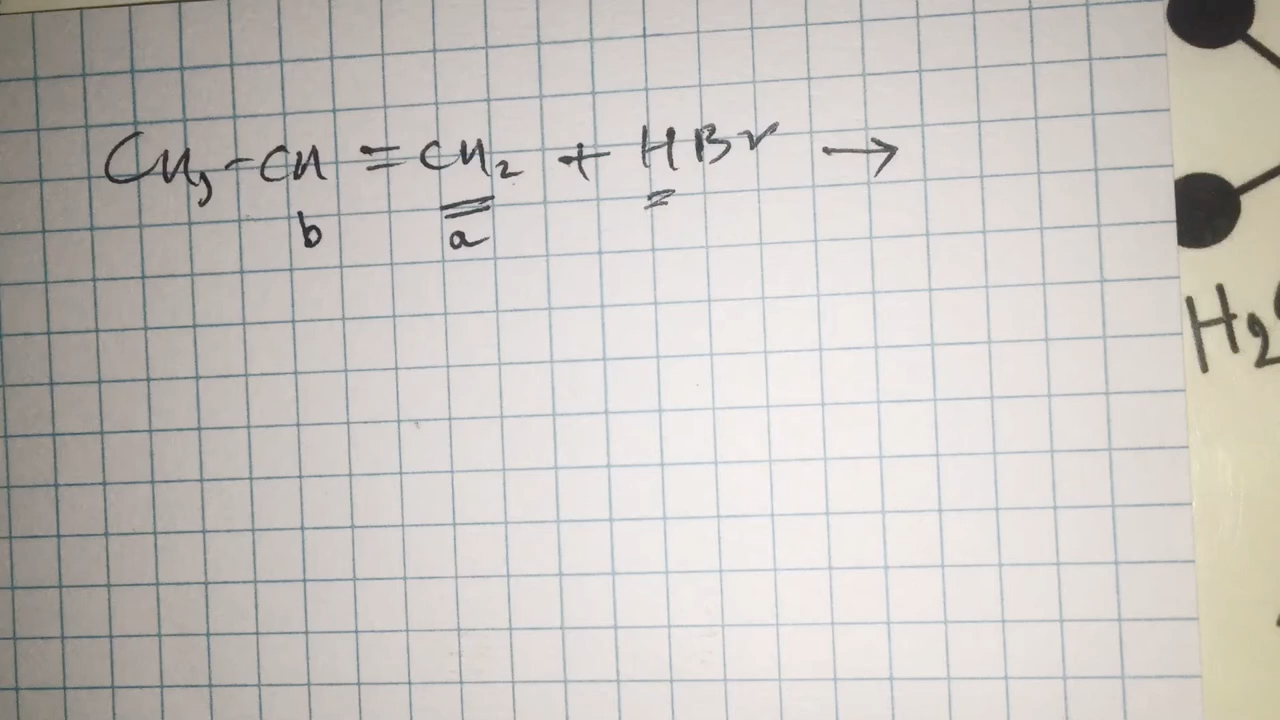 CH₃-CH=CH₂ + HBr →
b a
H₂